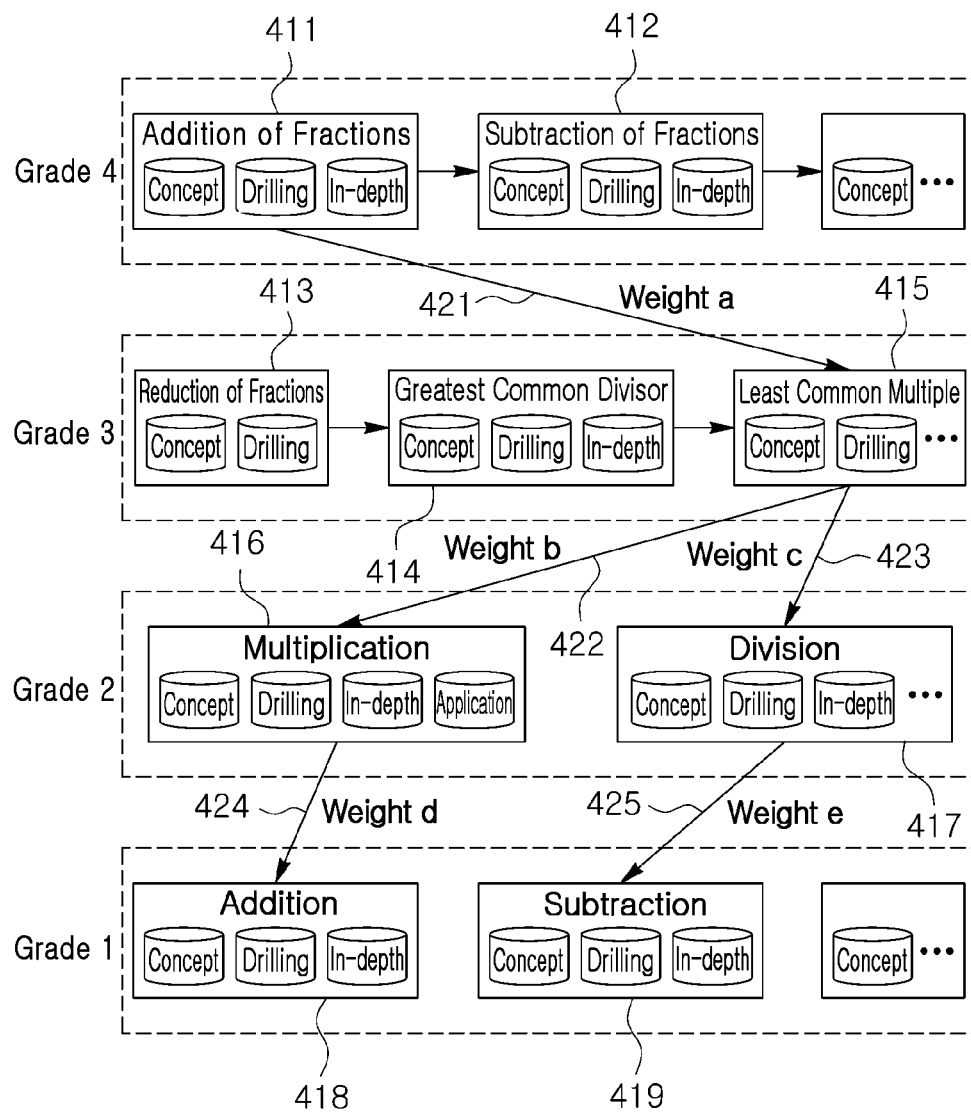 411
412
Grade 4
Addition of Fractions
Concept
Drilling
In-depth
Subtraction of Fractions
Concept
Drilling
In-depth
Concept
•••
413
421
Weight a
415
Grade 3
Reduction of Fractions
Concept
Drilling
Greatest Common Divisor
Concept
Drilling
In-depth
Least Common Multiple
Concept
Drilling
•••
416
414
Weight b
422
Weight c
423
Grade 2
Multiplication
Concept
Drilling
In-depth
Application
Division
Concept
Drilling
In-depth
•••
424
Weight d
425
Weight e
417
Grade 1
Addition
Concept
Drilling
In-depth
Subtraction
Concept
Drilling
In-depth
Concept
•••
418
419